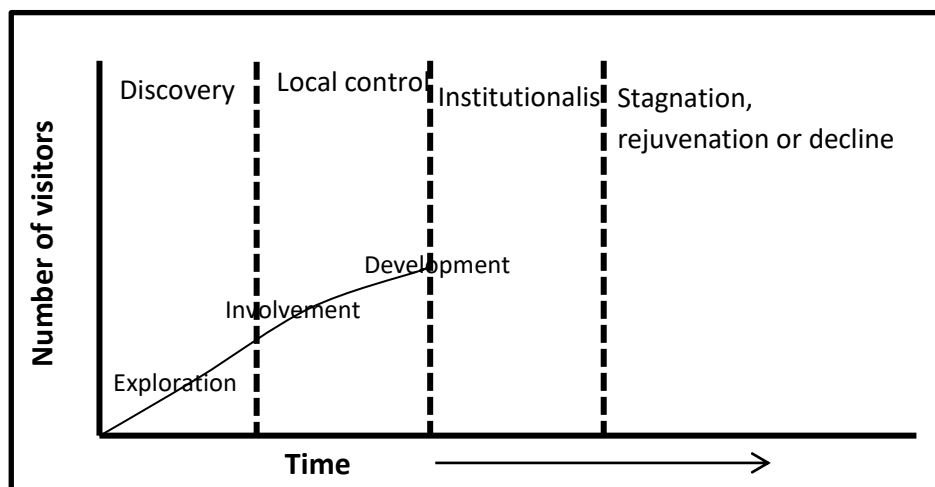 Discovery
Local control
Institutionalis
Stagnation,
rejuvenation or decline
Number of visitors
Development
Involvement
Exploration
Time